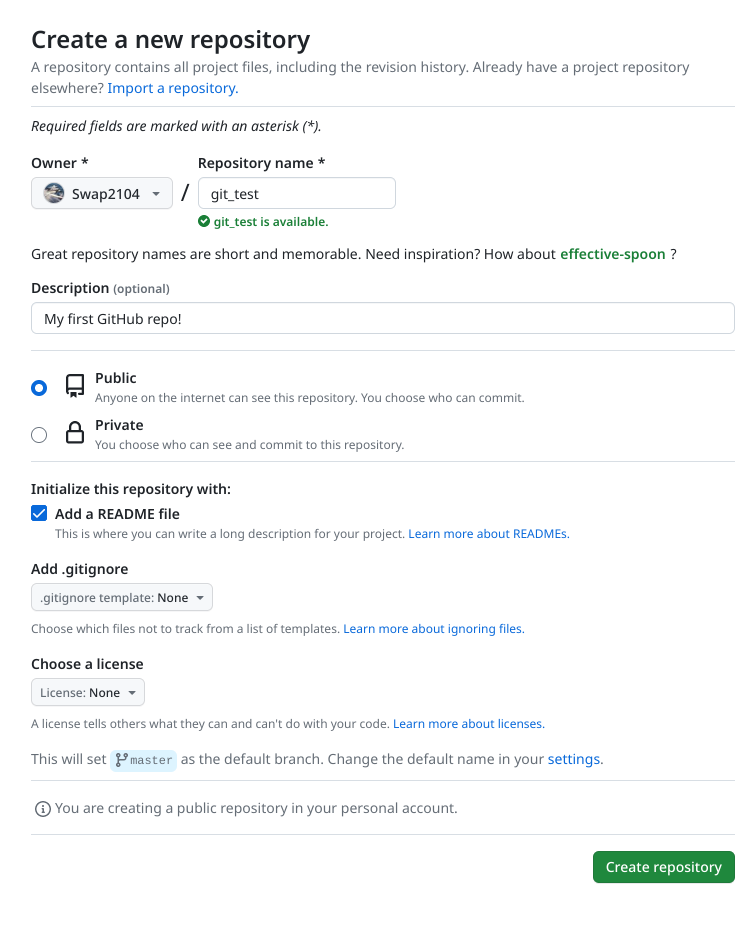 Create a new repository
A repository contains all project files, including the revision history. Already have a project repository
elsewhere? Import a repository.
Required fields are marked with an asterisk (*).
Owner *
Repository name *
Swap2104
/
git_test
git_test is available.
Great repository names are short and memorable. Need inspiration? How about effective-spoon ?
Description (optional)
My first GitHub repo!
Public
Anyone on the internet can see this repository. You choose who can commit.
Private
You choose who can see and commit to this repository.
Initialize this repository with:
Add a README file
This is where you can write a long description for your project. Learn more about READMEs.
Add .gitignore
.gitignore template: None
Choose which files not to track from a list of templates. Learn more about ignoring files.
Choose a license
License: None
A license tells others what they can and can't do with your code. Learn more about licenses.
This will set master as the default branch. Change the default name in your settings.
You are creating a public repository in your personal account.
Create repository